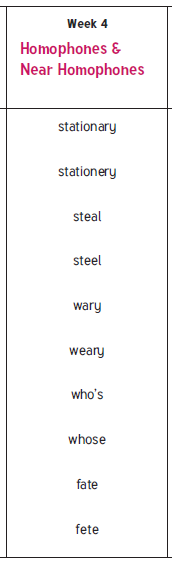 Week 4
Homophones &
Near Homophones
stationary
stationery
steal
steel
wary
weary
who's
whose
fate
fete